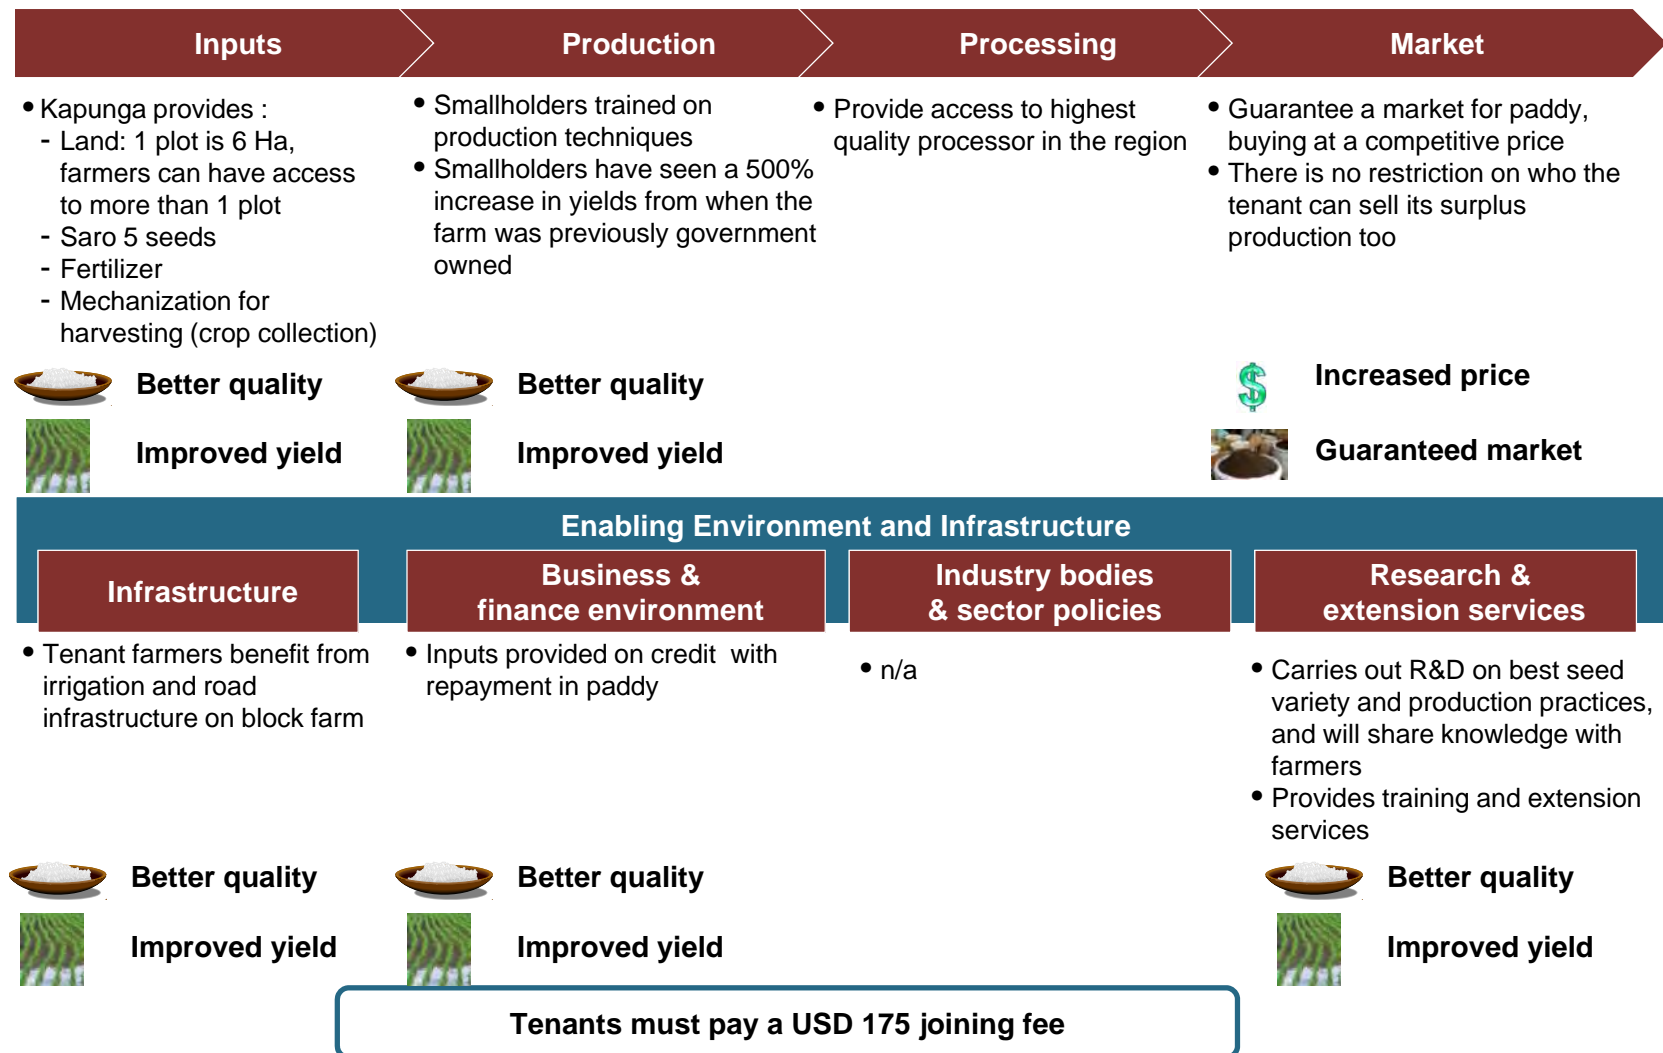 Inputs
Production
Processing
Market
• Kapunga provides :
- Land: 1 plot is 6 Ha,
farmers can have access
to more than 1 plot
- Saro 5 seeds
- Fertilizer
- Mechanization for
harvesting (crop collection)
• Smallholders trained on
production techniques
• Smallholders have seen a 500%
increase in yields from when the
farm was previously government
owned
• Provide access to highest
quality processor in the region
• Guarantee a market for paddy,
buying at a competitive price
• There is no restriction on who the
tenant can sell its surplus
production too
Better quality
Improved yield
Better quality
Improved yield
Increased price
Guaranteed market
Enabling Environment and Infrastructure
Infrastructure
Business &
finance environment
Industry bodies
& sector policies
Research &
extension services
• Tenant farmers benefit from
irrigation and road
infrastructure on block farm
• Inputs provided on credit with
repayment in paddy
• n/a
• Carries out R&D on best seed
variety and production practices,
and will share knowledge with
farmers
• Provides training and extension
services
Better quality
Improved yield
Better quality
Improved yield
Better quality
Improved yield
Tenants must pay a USD 175 joining fee